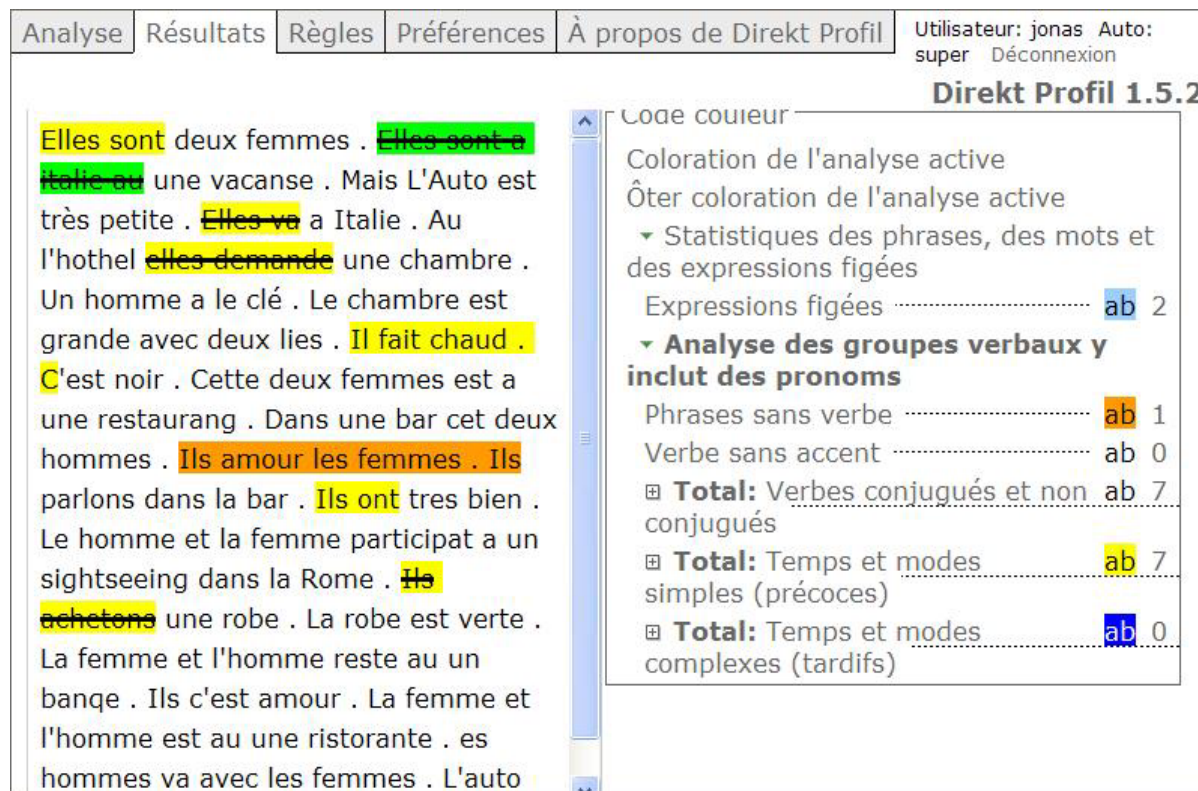 Analyse Résultats Règles Préférences À propos de Direkt Profil
Utilisateur: jonas Auto:
super Déconnexion
Direkt Profil 1.5.2
Elles sont deux femmes . Elles sont a
italie au une vacanse . Mais L'Auto est
très petite . Elles va a Italie . Au
l'hothel elles demande une chambre .
Un homme a le clé . Le chambre est
grande avec deux lies . Il fait chaud .
C'est noir . Cette deux femmes est a
une restaurang . Dans une bar cet deux
hommes . Ils amour les femmes . Ils
parlons dans la bar . Ils ont tres bien .
Le homme et la femme participat a un
sightseeing dans la Rome . Ils
achetons une robe . La robe est verte .
La femme et l'homme reste au un
banqe . Ils c'est amour . La femme et
l'homme est au une ristorante . es
hommes va avec les femmes . L'auto
Code couleur
Coloration de l'analyse active
Ôter coloration de l'analyse active
Statistiques des phrases, des mots et
des expressions figées
Expressions figées ab 2
Analyse des groupes verbaux y
inclut des pronoms
Phrases sans verbe ab 1
Verbe sans accent ab 0
Total: Verbes conjugués et non ab 7
conjugués
Total: Temps et modes ab 7
simples (précoces)
Total: Temps et modes ab 0
complexes (tardifs)